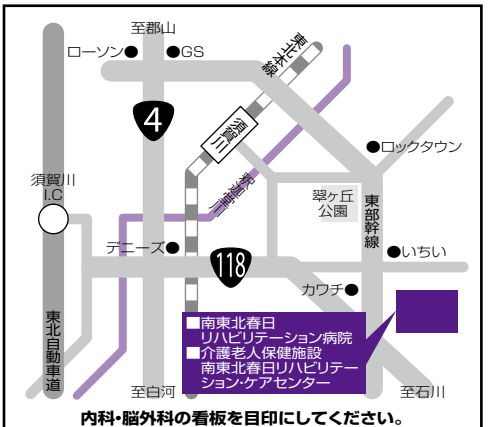 至郡山
ローソン●
●GS
東北本線
4
須賀川
●ロックタウン
釈迦堂川
須賀川
I.C
翠ヶ丘
公園
東部幹線
デニーズ●
118
●いちい
カワチ●
■南東北春日
リハビリテーション病院
■介護老人保健施設
南東北春日リハビリテー
ション・ケアセンター
東北自動車道
至白河
至石川
内科・脳外科の看板を目印にしてください。